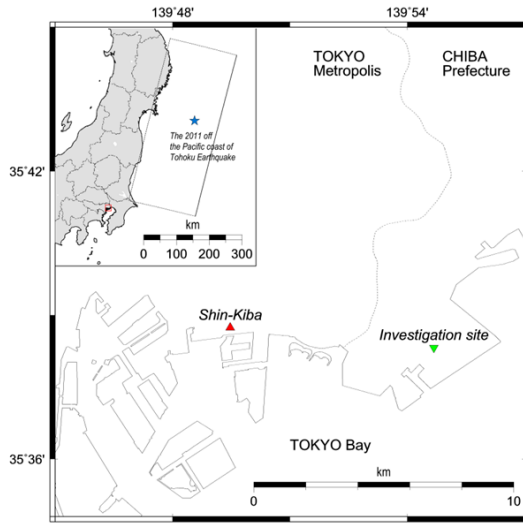 139˚48'
139˚54'
TOKYO
Metropolis
CHIBA
Prefecture
The 2011 off
the Pacific coast of
Tohoku Earthquake
35˚42'
km
0 100 200 300
Shin-Kiba
Investigation site
TOKYO Bay
35˚36'
km
0 10